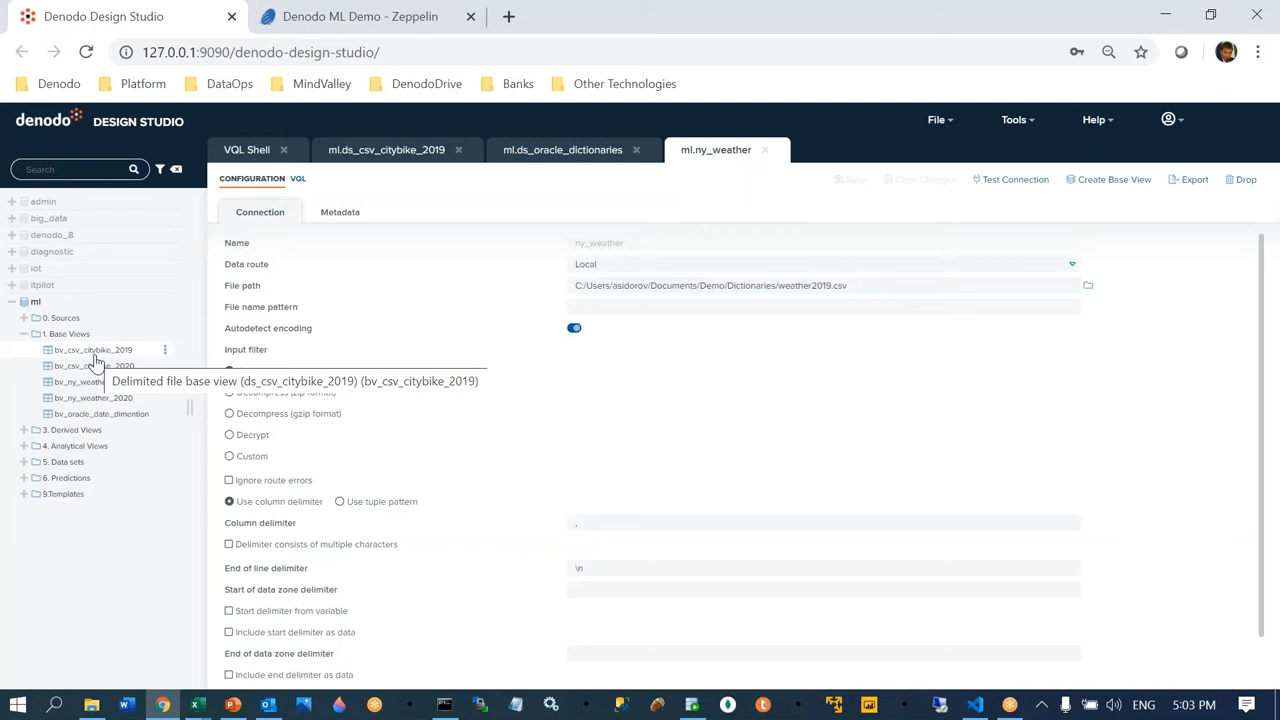 Denodo Design Studio
Denodo ML Demo - Zeppelin
127.0.0.1:9090/denodo-design-studio/
Denodo
Platform
DataOps
MindValley
DenodoDrive
Banks
Other Technologies
denodo DESIGN STUDIO
File
Tools
Help
VQL Shell
ml.ds_csv_citybike_2019
ml.ds_oracle_dictionaries
ml.ny_weather
Search
CONFIGURATION
VQL
Save
Clear Changes
Test Connection
Create Base View
Export
Drop
Connection
Metadata
admin
big_data
denodo_8
diagnostic
iot
itpilot
ml
0. Sources
1. Base Views
bv_csv_citybike_2019
bv_ny_weather_2020
bv_oracle_date_dimention
3. Derived Views
4. Analytical Views
5. Data sets
6. Predictions
9.Templates
Delimited file base view (ds_csv_citybike_2019) (bv_csv_citybike_2019)
Name
ny_weather
Data route
Local
File path
C:/Users/asidorov/Documents/Demo/Dictionaries/weather2019.csv
File name pattern
Autodetect encoding
Input filter
Decompress (gzip format)
Decrypt
Custom
Ignore route errors
Use column delimiter
Use tuple pattern
Column delimiter
,
Delimiter consists of multiple characters
End of line delimiter
\n
Start of data zone delimiter
Start delimiter from variable
Include start delimiter as data
End of data zone delimiter
Include end delimiter as data
ENG
5:03 PM